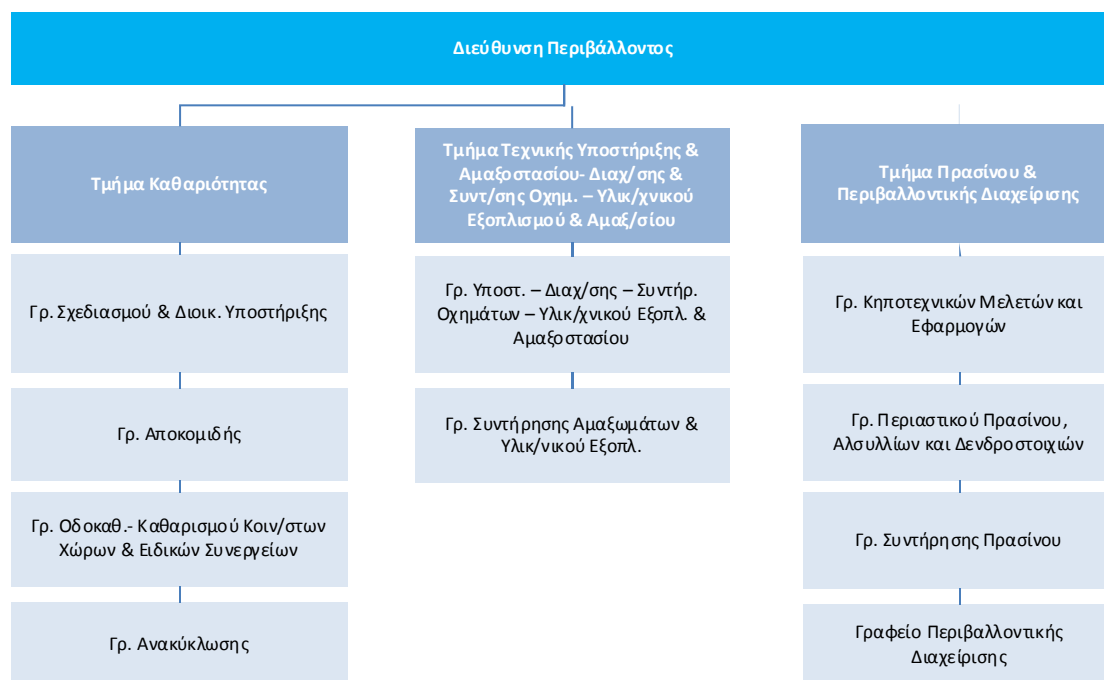 Διεύθυνση Περιβάλλοντος
Τμήμα Καθαριότητας
Γρ. Σχεδιασμού & Διοικ. Υποστήριξης
Γρ. Αποκομιδής
Γρ. Οδοκαθ.- Καθαρισμού Κοιν/στων
Χώρων & Ειδικών Συνεργείων
Γρ. Ανακύκλωσης
Τμήμα Τεχνικής Υποστήριξης &
Αμαξοστασίου- Διαχ/σης &
Συντ/σης Οχημ. – Υλικ/χνικού
Εξοπλισμού & Αμαξ/σίου
Γρ. Υποστ. – Διαχ/σης – Συντήρ.
Οχημάτων – Υλικ/χνικού Εξοπλ. &
Αμαξοστασίου
Γρ. Συντήρησης Αμαξωμάτων &
Υλικ/νικού Εξοπλ.
Τμήμα Πρασίνου &
Περιβαλλοντικής Διαχείρισης
Γρ. Κηποτεχνικών Μελετών και
Εφαρμογών
Γρ. Περιαστικού Πρασίνου,
Αλσυλλίων και Δενδροστοιχιών
Γρ. Συντήρησης Πρασίνου
Γραφείο Περιβαλλοντικής
Διαχείρισης